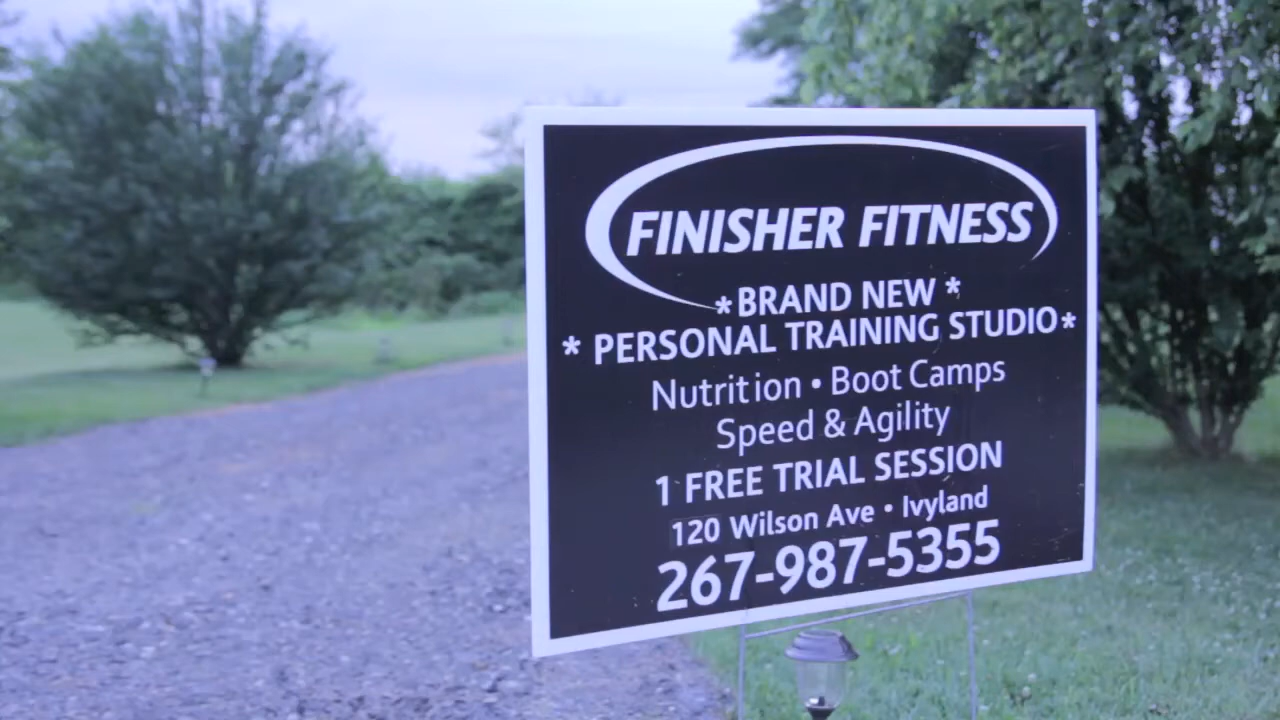 FINISHER FITNESS
*BRAND NEW*
* PERSONAL TRAINING STUDIO*
Nutrition • Boot Camps
Speed & Agility
1 FREE TRIAL SESSION
120 Wilson Ave • Ivyland
267-987-5355